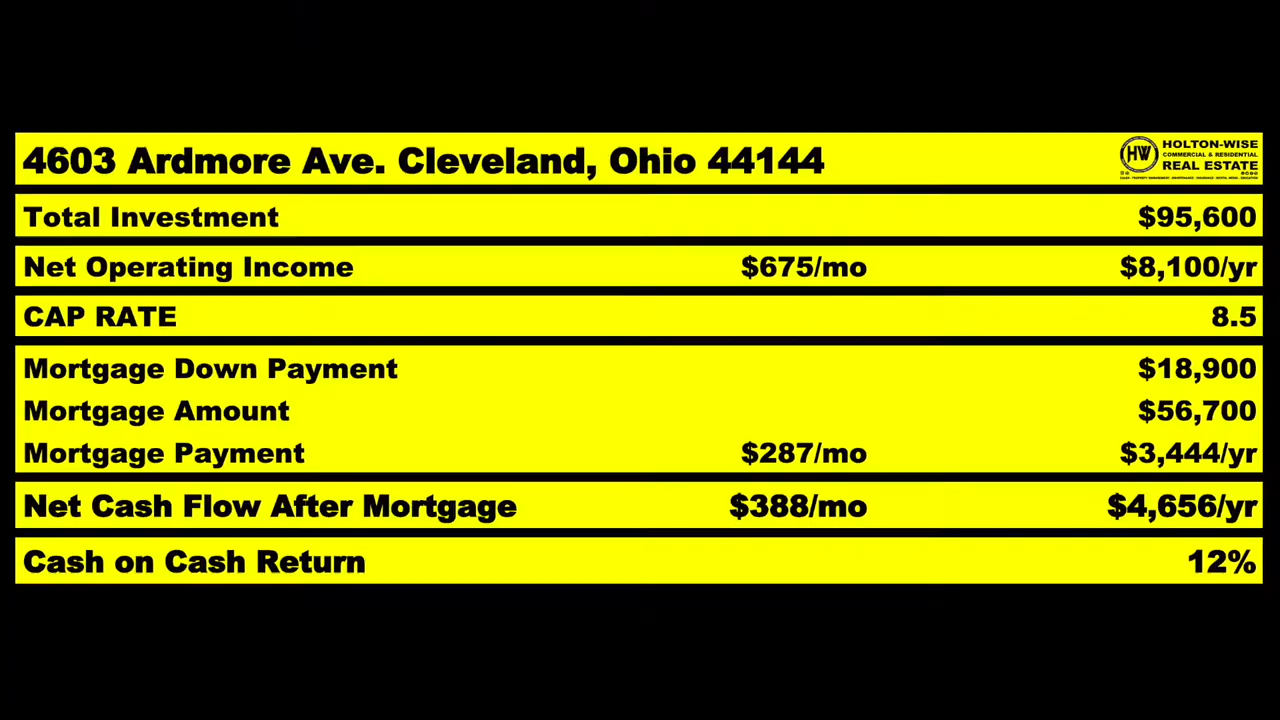 4603 Ardmore Ave. Cleveland, Ohio 44144
HW HOLTON-WISE
COMMERCIAL & RESIDENTIAL
REAL ESTATE
Total Investment $95,600
Net Operating Income $675/mo $8,100/yr
CAP RATE 8.5
Mortgage Down Payment $18,900
Mortgage Amount $56,700
Mortgage Payment $287/mo $3,444/yr
Net Cash Flow After Mortgage $388/mo $4,656/yr
Cash on Cash Return 12%